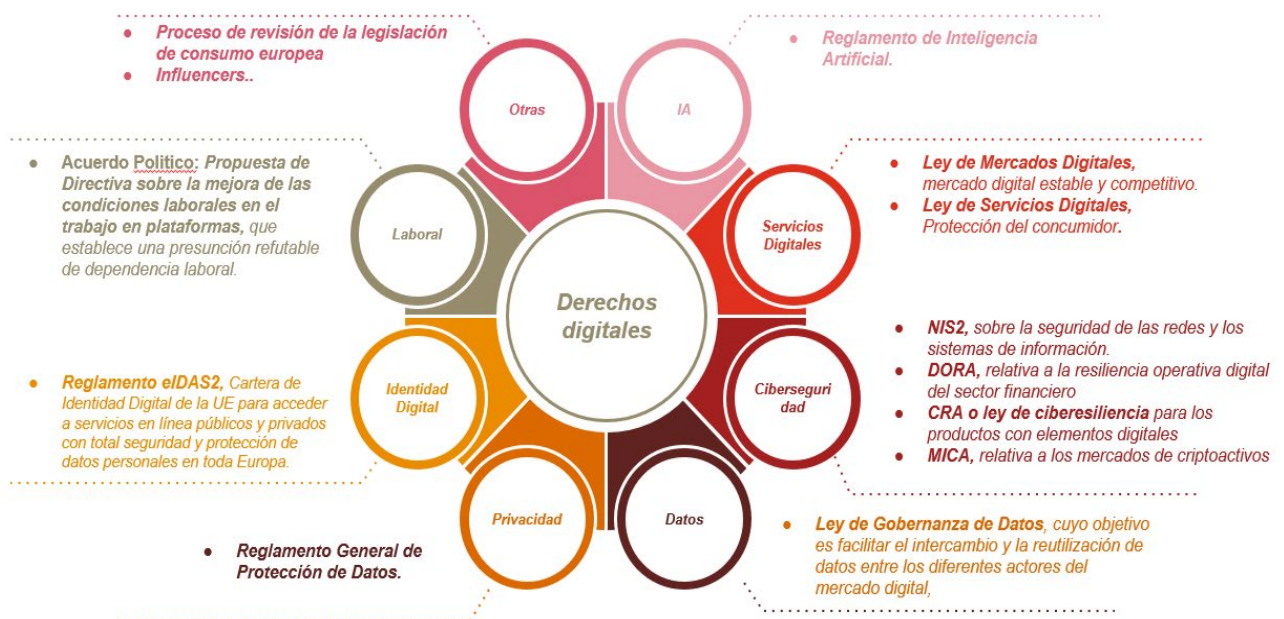 ● Proceso de revisión de la legislación
de consumo europea
● Influencers..
● Reglamento de Inteligencia
Artificial.
Otras
IA
● Acuerdo Politico: Propuesta de
Directiva sobre la mejora de las
condiciones laborales en el
trabajo en plataformas, que
establece una presunción refutable
de dependencia laboral.
Laboral
Servicios
Digitales
● Ley de Mercados Digitales,
mercado digital estable y competitivo.
● Ley de Servicios Digitales,
Protección del concumidor.
Derechos
digitales
● Reglamento eIDAS2, Cartera de
Identidad Digital de la UE para acceder
a servicios en línea públicos y privados
con total seguridad y protección de
datos personales en toda Europa.
Identidad
Digital
Cibersegurí
dad
● NIS2, sobre la seguridad de las redes y los
sistemas de información.
● DORA, relativa a la resiliencia operativa digital
del sector financiero
● CRA o ley de ciberesiliencia para los
productos con elementos digitales
● MICA, relativa a los mercados de criptoactivos
Privacidad
Datos
● Reglamento General de
Protección de Datos.
● Ley de Gobernanza de Datos, cuyo objetivo
es facilitar el intercambio y la reutilización de
datos entre los diferentes actores del
mercado digital,